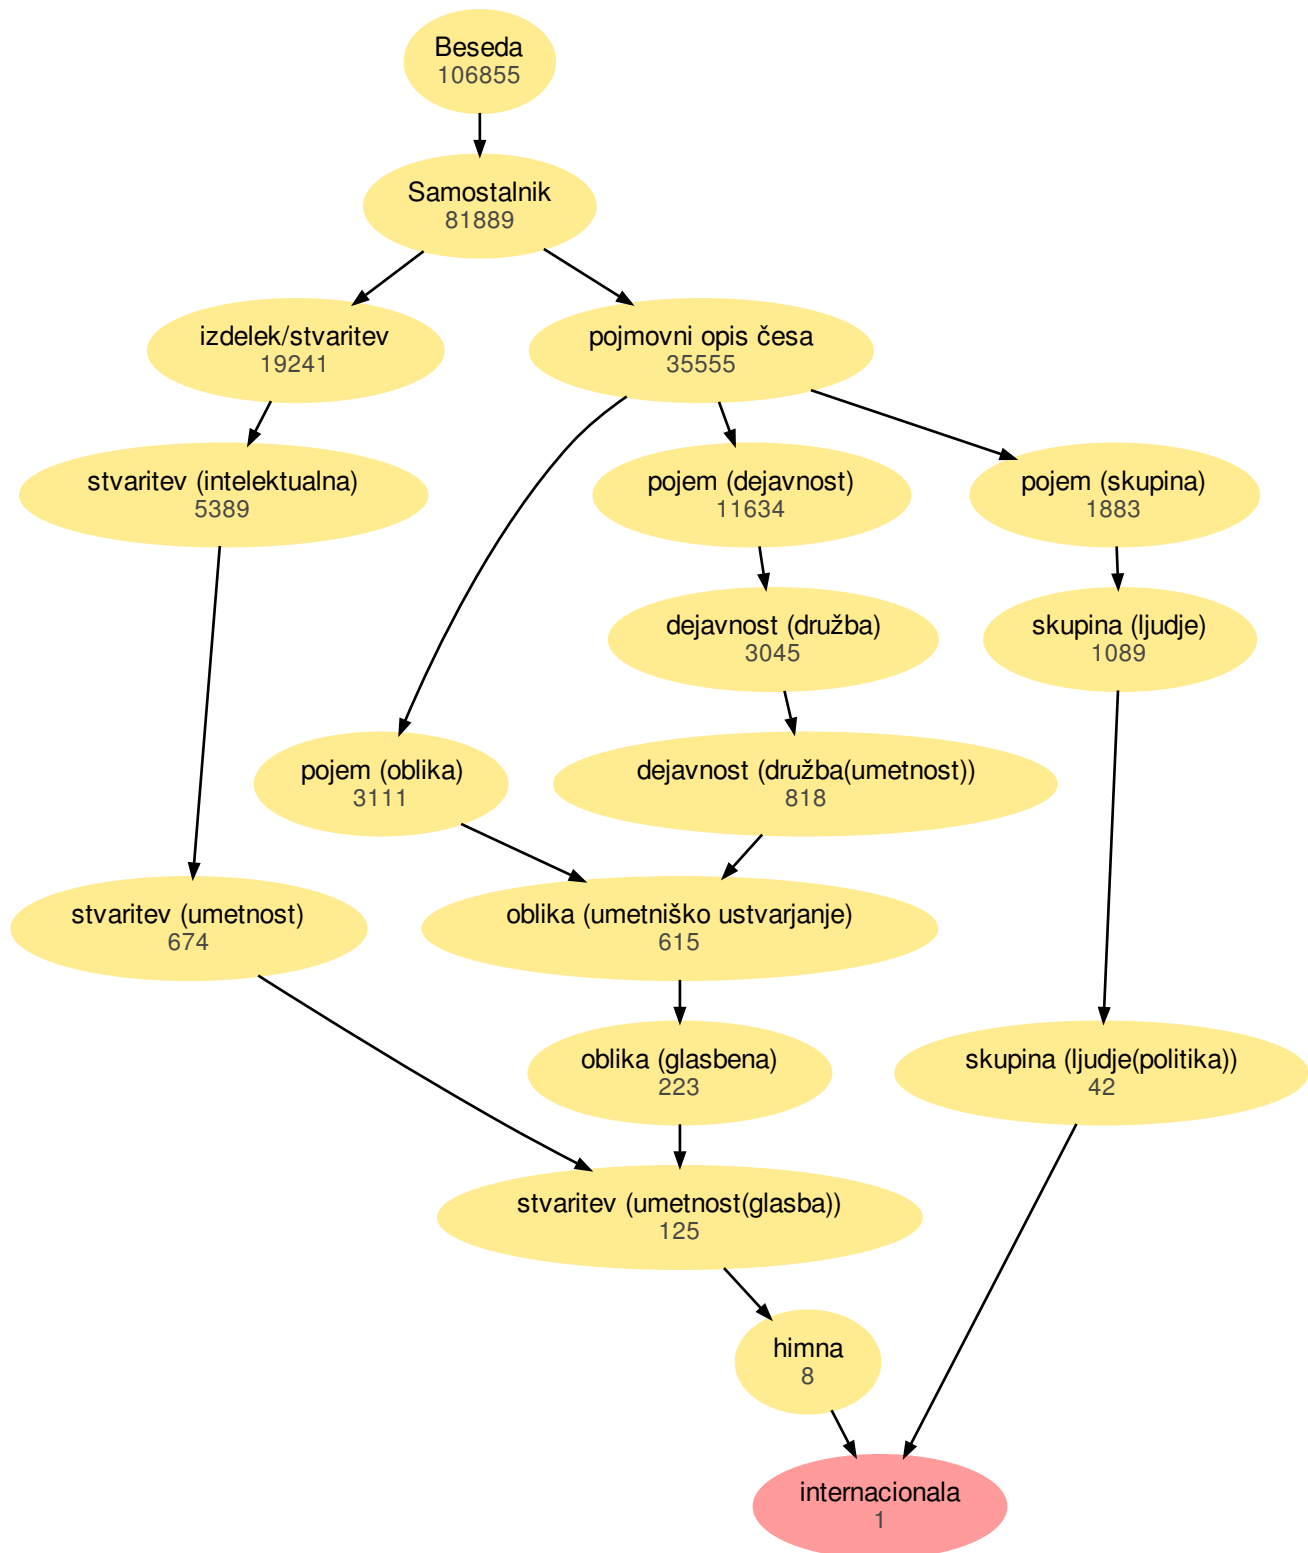 Beseda
106855
Samostalnik
81889
izdelek/stvaritev
19241
pojmovni opis česa
35555
stvaritev (intelektualna)
5389
pojem (dejavnost)
11634
pojem (skupina)
1883
dejavnost (družba)
3045
skupina (ljudje)
1089
pojem (oblika)
3111
dejavnost (družba(umetnost))
818
stvaritev (umetnost)
674
oblika (umetniško ustvarjanje)
615
oblika (glasbena)
223
skupina (ljudje(politika))
42
stvaritev (umetnost(glasba))
125
himna
8
internacionala
1